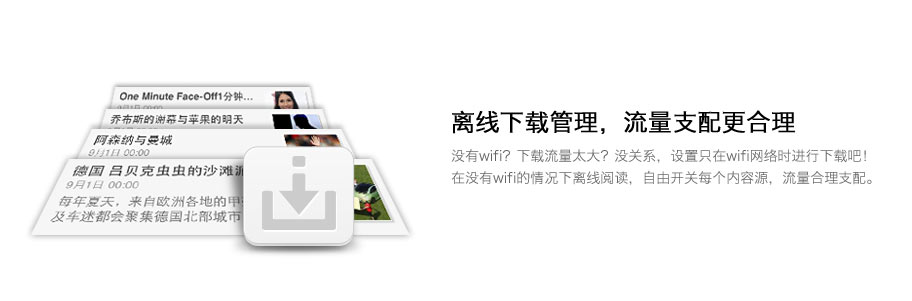 One Minute Face-Off1分钟...
9月1日 00:00
乔布斯的谢幕与苹果的明天
阿森纳与曼城
9月1日 00:00
德国 吕贝克虫虫的沙滩派
9月1日 00:00
每年夏天，来自欧洲各地的甲
及车迷都会聚集德国北部城市
离线下载管理，流量支配更合理
没有wifi？下载流量太大？没关系，设置只在wifi网络时进行下载吧！
在没有wifi的情况下离线阅读，自由开关每个内容源，流量合理支配。